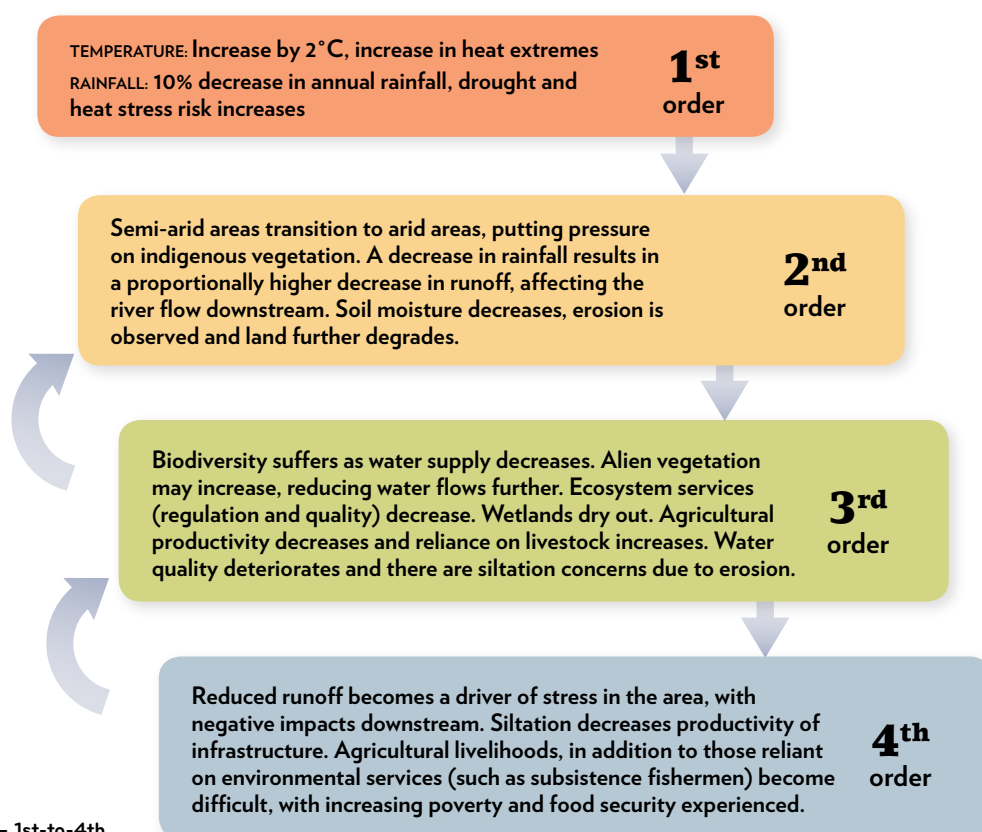 TEMPERATURE: Increase by 2°C, increase in heat extremes
RAINFALL: 10% decrease in annual rainfall, drought and
heat stress risk increases
1st
order
Semi-arid areas transition to arid areas, putting pressure
on indigenous vegetation. A decrease in rainfall results in
a proportionally higher decrease in runoff, affecting the
river flow downstream. Soil moisture decreases, erosion is
observed and land further degrades.
2nd
order
Biodiversity suffers as water supply decreases. Alien vegetation
may increase, reducing water flows further. Ecosystem services
(regulation and quality) decrease. Wetlands dry out. Agricultural
productivity decreases and reliance on livestock increases. Water
quality deteriorates and there are siltation concerns due to erosion.
3rd
order
Reduced runoff becomes a driver of stress in the area, with
negative impacts downstream. Siltation decreases productivity of
infrastructure. Agricultural livelihoods, in addition to those reliant
on environmental services (such as subsistence fishermen) become
difficult, with increasing poverty and food security experienced.
4th
order
– 1st-to-4th